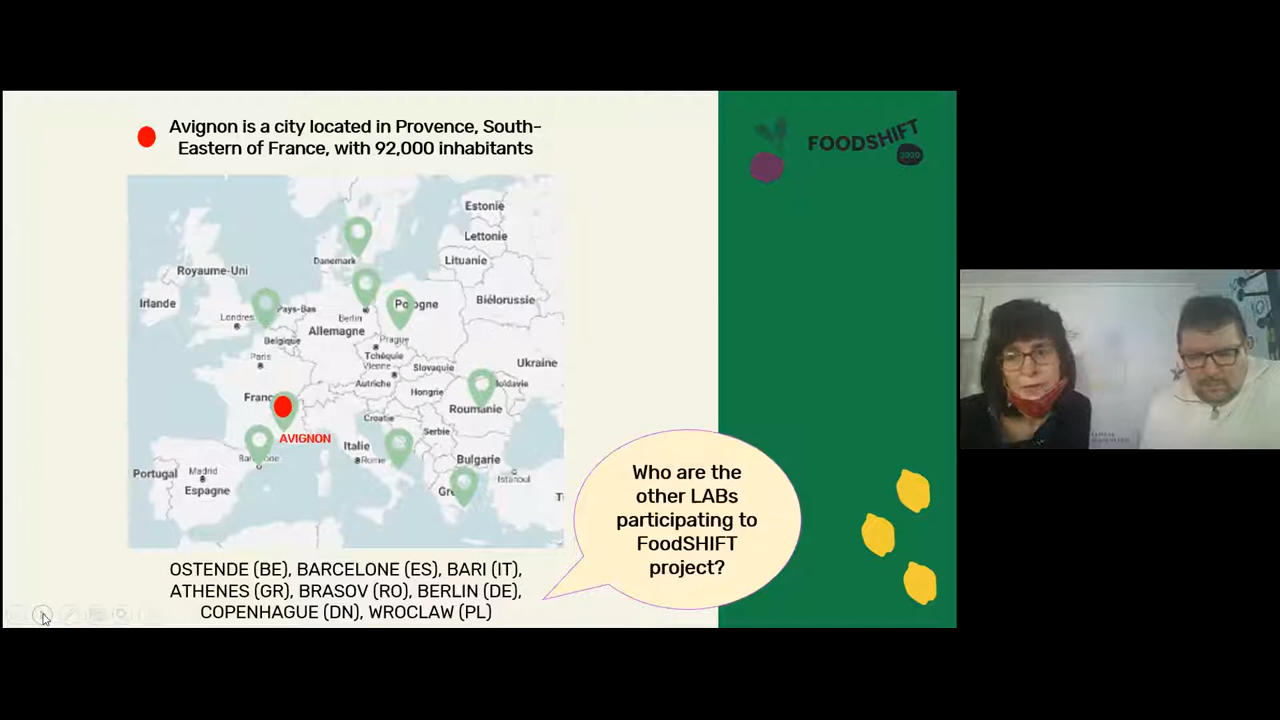 Avignon is a city located in Provence, South-
Eastern of France, with 92,000 inhabitants
FOODSHIFT
2030
Estonie
Lettonie
Lituanie
Danemark
Royaume-Uni
Irlande
Biélorussie
Pays-Bas
Pologne
Londres
Berlin
Allemagne
Belgique
Prague
Paris
Tchéquie
Ukraine
Vienne
Slovaquie
Autriche
Moldavie
Hongrie
France
Roumanie
Croatie
Serbie
AVIGNON
Italie
Rome
Bulgarie
Barcelone
Portugal
Madrid
Espagne
Istanbul
Who are the
other LABs
participating to
FoodSHIFT
project?
OSTENDE (BE), BARCELONE (ES), BARI (IT),
ATHENES (GR), BRASOV (RO), BERLIN (DE),
COPENHAGUE (DN), WROCLAW (PL)